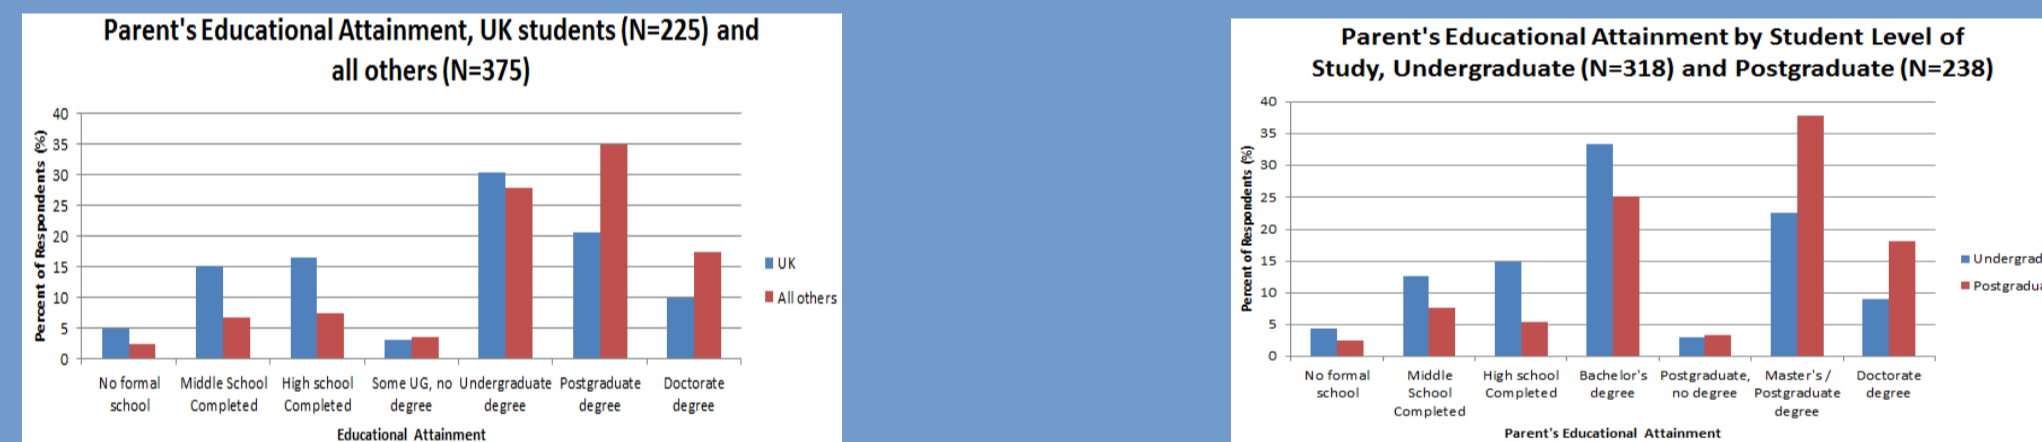 Parent's Educational Attainment, UK students (N=225) and
all others (N=375)
40
35
30
25
20
15
10
5
0
Percent of Respondents (%)
No formal school
Middle School Completed
High school Completed
Some UG, no degree
Undergraduate degree
Postgraduate degree
Doctorate degree
Educational Attainment
UK
All others
Parent's Educational Attainment by Student Level of
Study, Undergraduate (N=318) and Postgraduate (N=238)
40
35
30
25
20
15
10
5
0
Percent of Respondents (%)
No formal school
Middle School Completed
High school Completed
Bachelor's degree
Postgraduate, no degree
Master's / Postgraduate degree
Doctorate degree
Parent's Educational Attainment
Undergrad
Postgradu